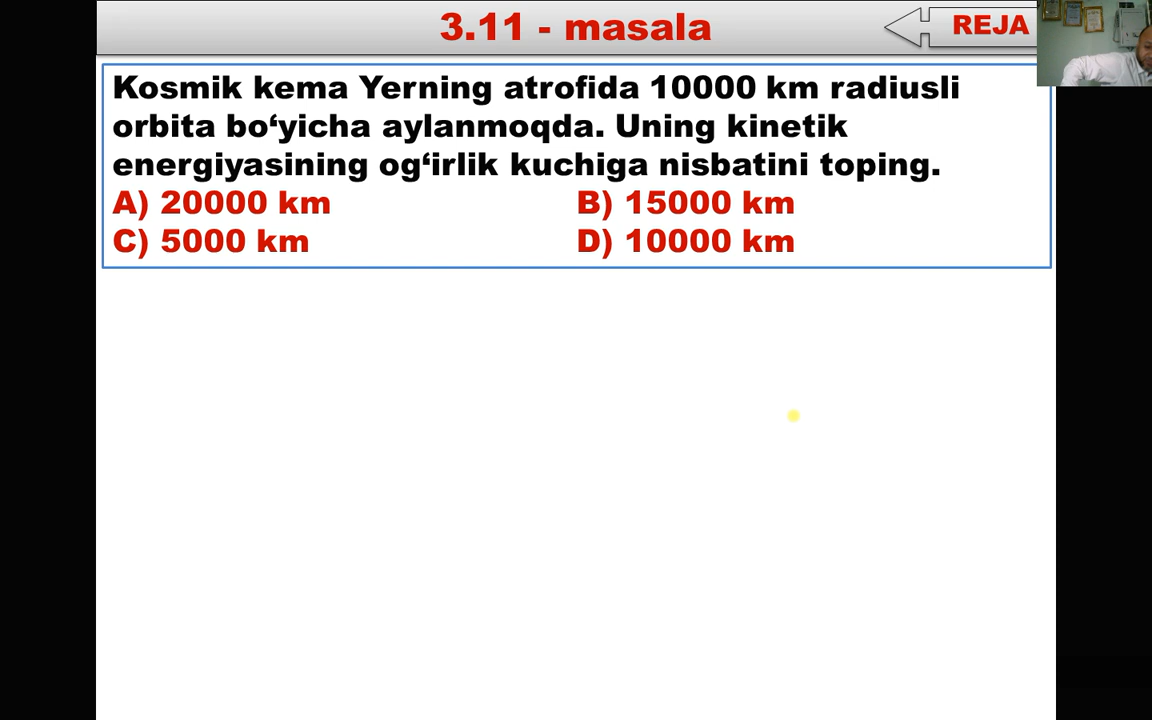 3.11 - masala
REJA
Kosmik kema Yerning atrofida 10000 km radiusli
orbita bo‘yicha aylanmoqda. Uning kinetik
energiyasining og‘irlik kuchiga nisbatini toping.
A) 20000 km B) 15000 km
C) 5000 km D) 10000 km